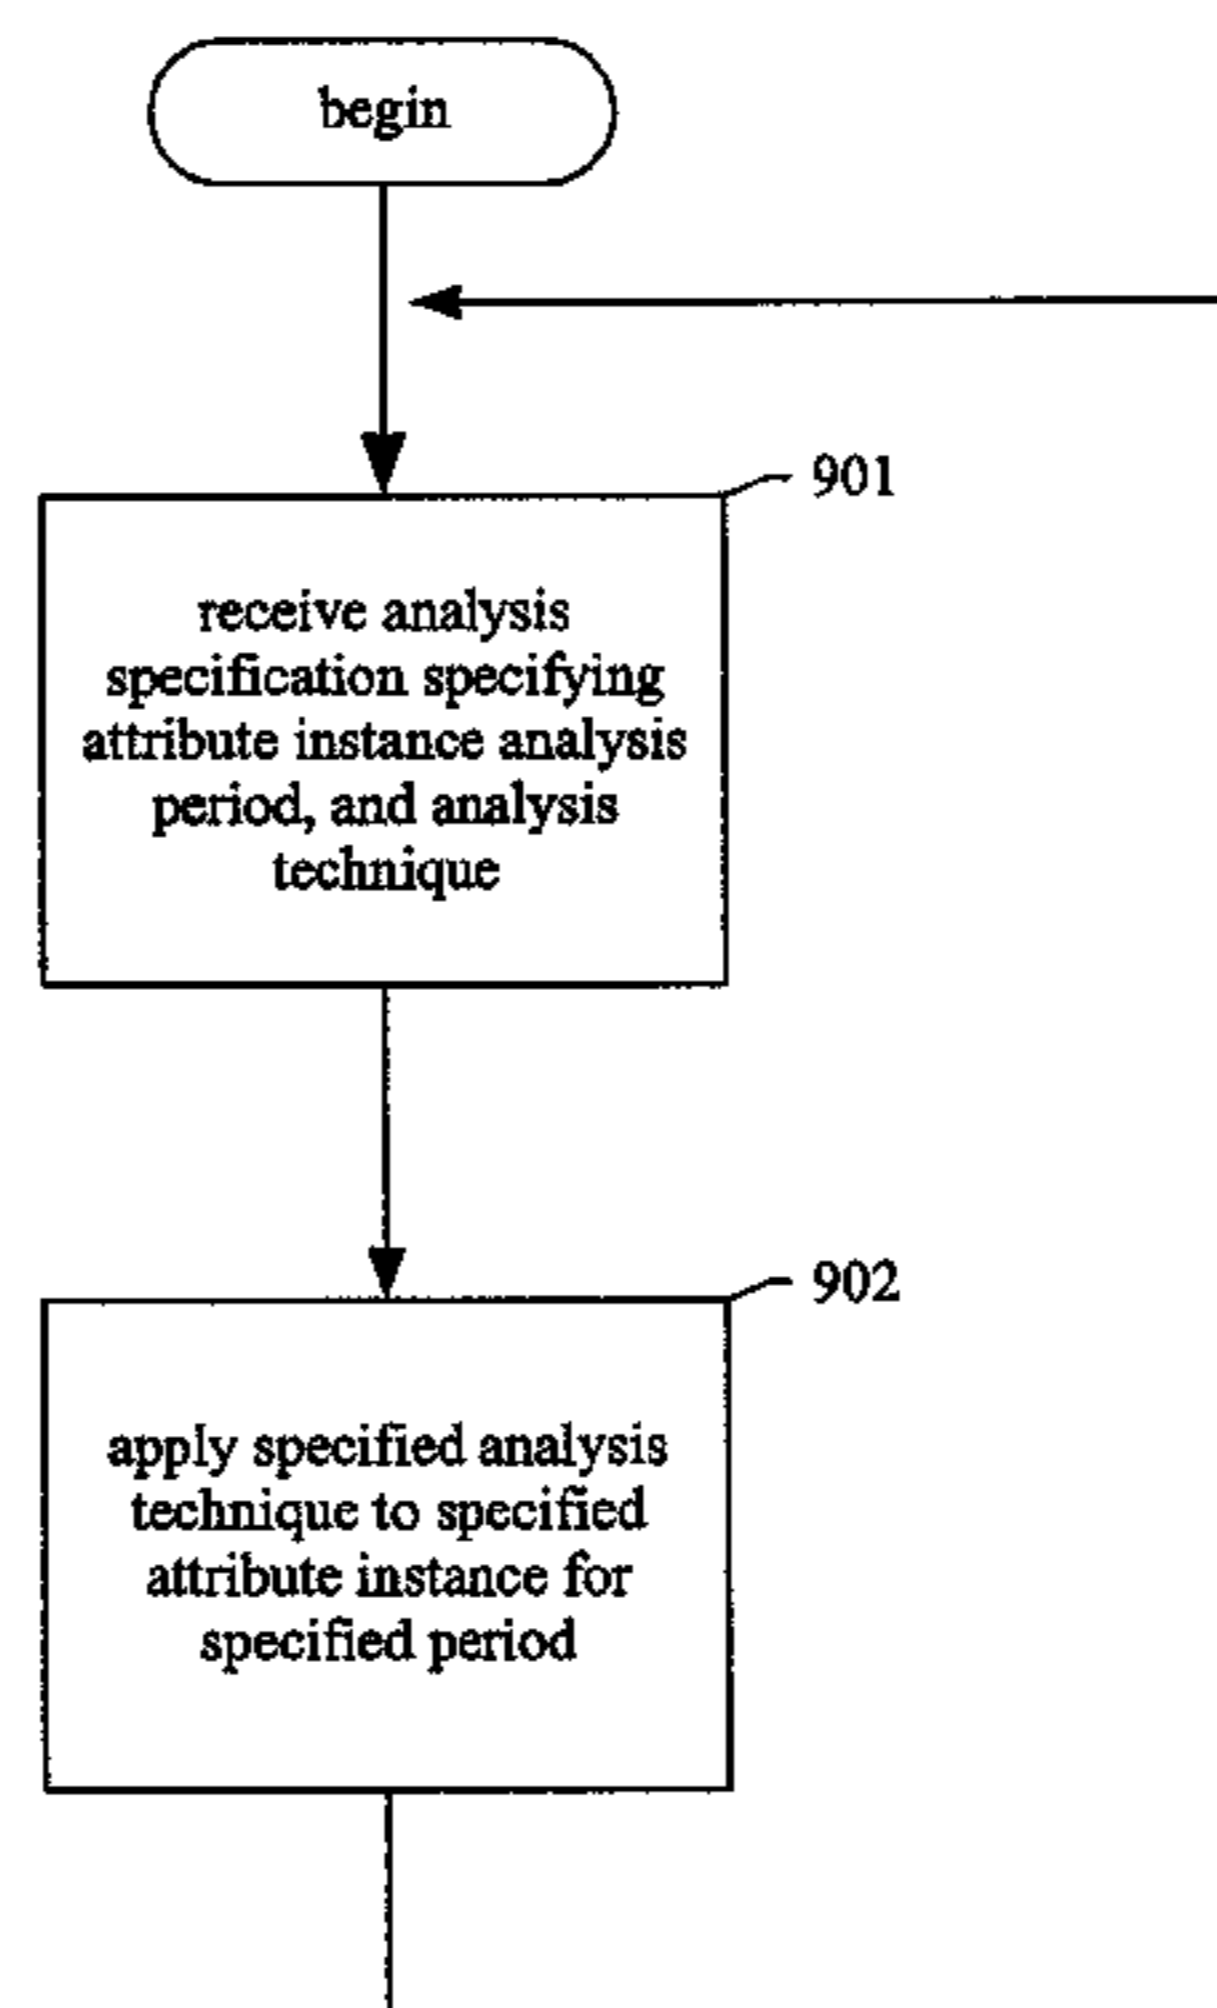 begin
901
receive analysis
specification specifying
attribute instance analysis
period, and analysis
technique
902
apply specified analysis
technique to specified
attribute instance for
specified period